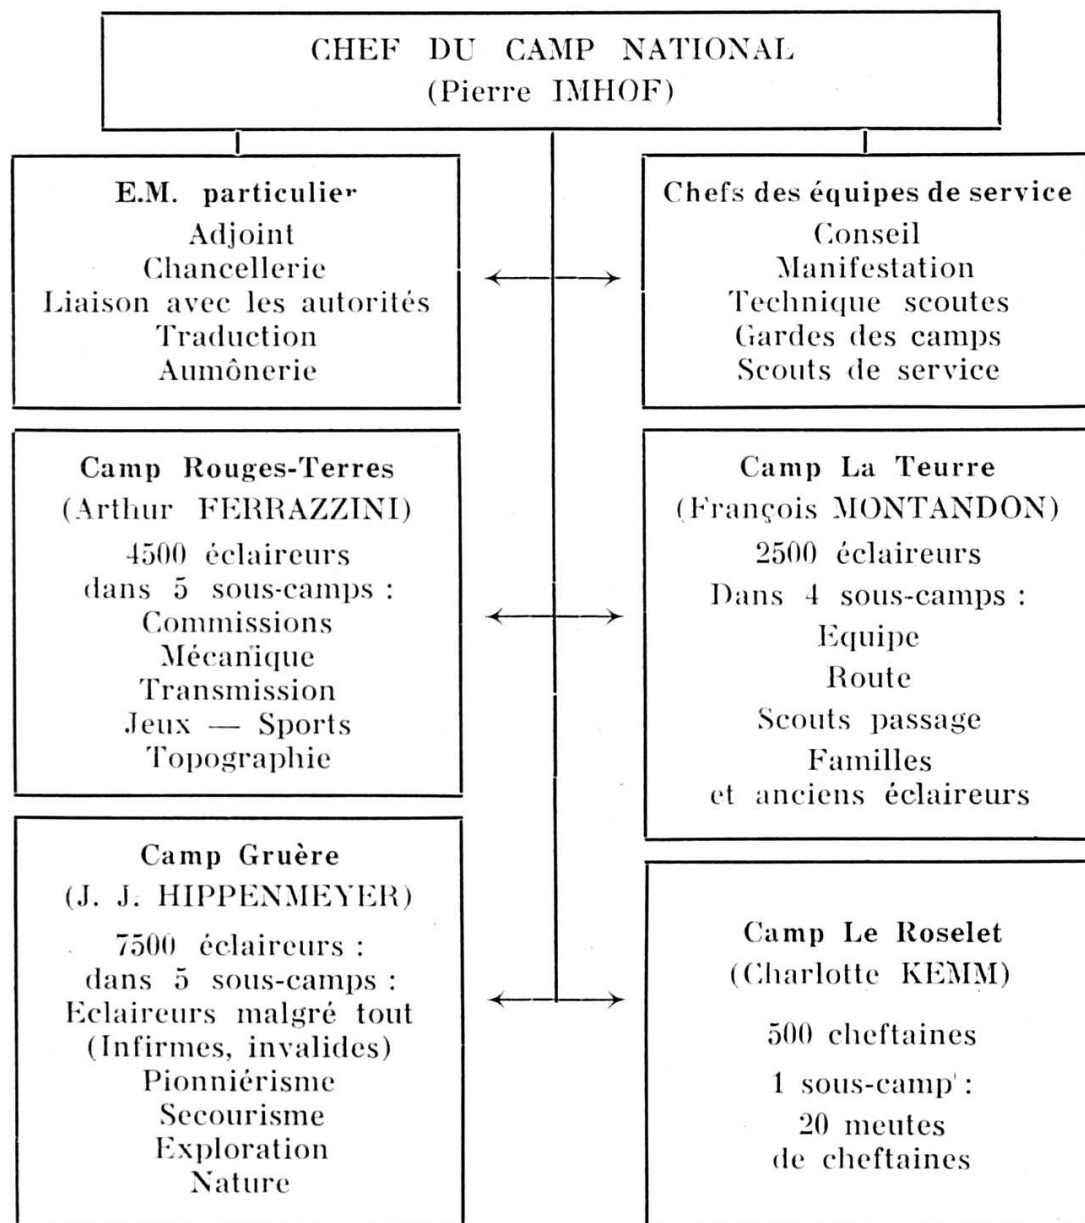 CHEF DU CAMP NATIONAL
(Pierre IMHOF)
E.M. particulier
Adjoint
Chancellerie
Liaison avec les autorités
Traduction
Aumônerie
Chefs des équipes de service
Conseil
Manifestation
Technique scoutes
Gardes des camps
Scouts de service
Camp Rouges-Terres
(Arthur FERRAZZINI)
4500 éclaireurs
dans 5 sous-camps :
Commissions
Mécanique
Transmission
Jeux — Sports
Topographie
Camp La Teurre
(François MONTANDON)
2500 éclaireurs
Dans 4 sous-camps :
Equipe
Route
Scouts passage
Familles
et anciens éclaireurs
Camp Gruère
(J. J. HIPPENMEYER)
7500 éclaireurs :
dans 5 sous-camps :
Eclaireurs malgré tout
(Infirmes, invalides)
Pionniérisme
Secourisme
Exploration
Nature
Camp Le Roselet
(Charlotte KEMM)
500 cheftaines
1 sous-camp :
20 meutes
de cheftaines